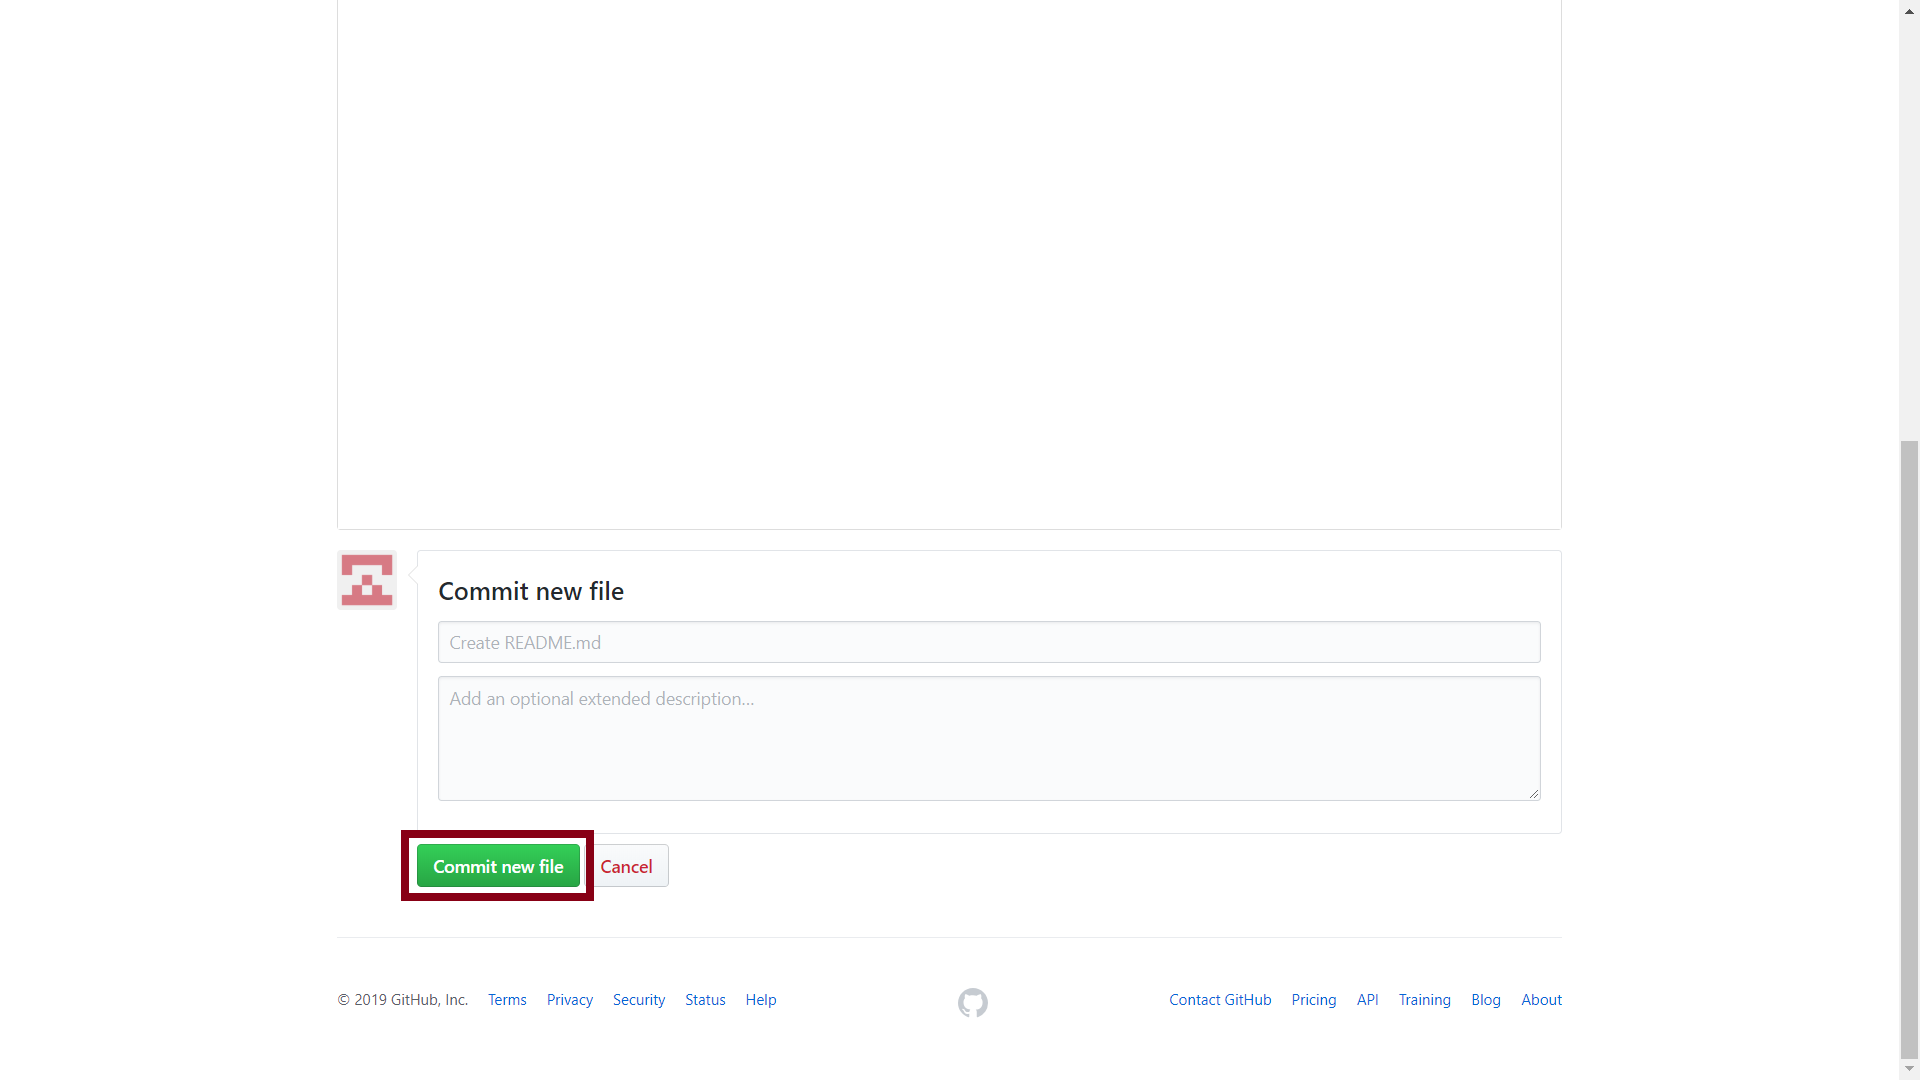 Commit new file
Create README.md
Add an optional extended description...
Commit new file Cancel
© 2019 GitHub, Inc. Terms Privacy Security Status Help Contact GitHub Pricing API Training Blog About